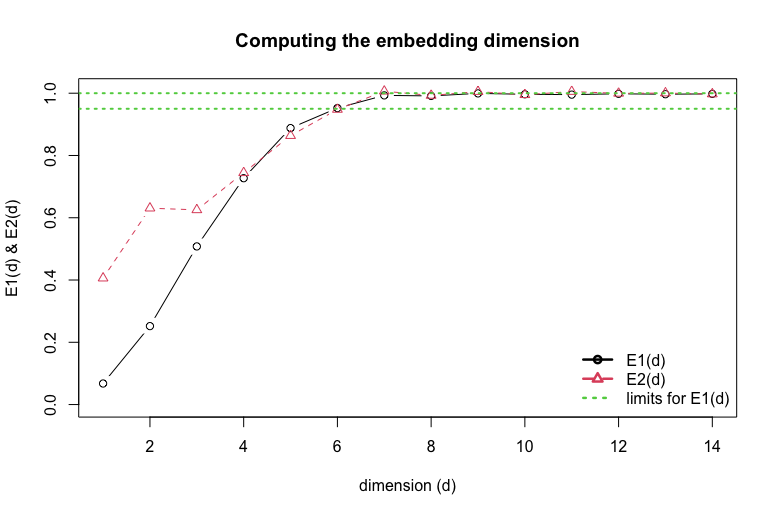 Computing the embedding dimension
E1(d) & E2(d)
1.0
0.8
0.6
0.4
0.2
0.0
E1(d)
E2(d)
limits for E1(d)
2 4 6 8 10 12 14
dimension (d)